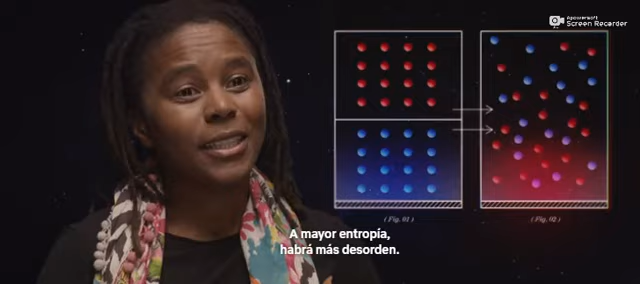 Apowersoft
Screen Recorder
( Fig. 01 )
( Fig. 02 )
A mayor entropía,
habrá más desorden.